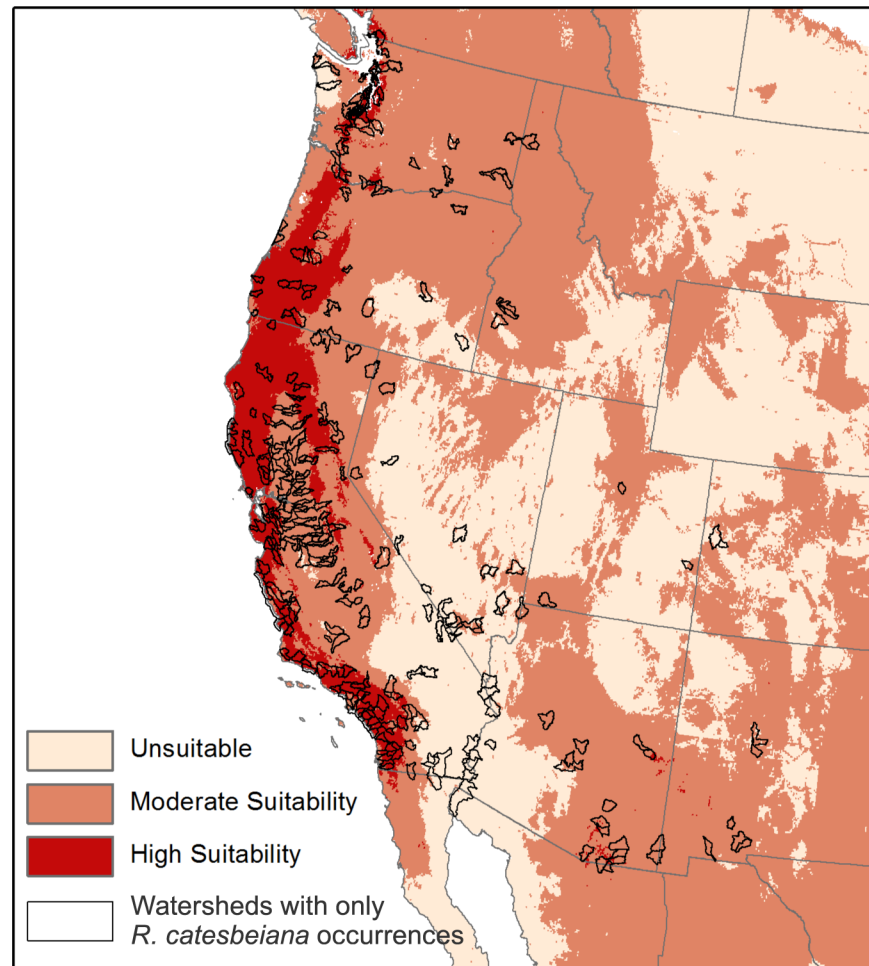 Unsuitable
Moderate Suitability
High Suitability
Watersheds with only
R. catesbeiana occurrences